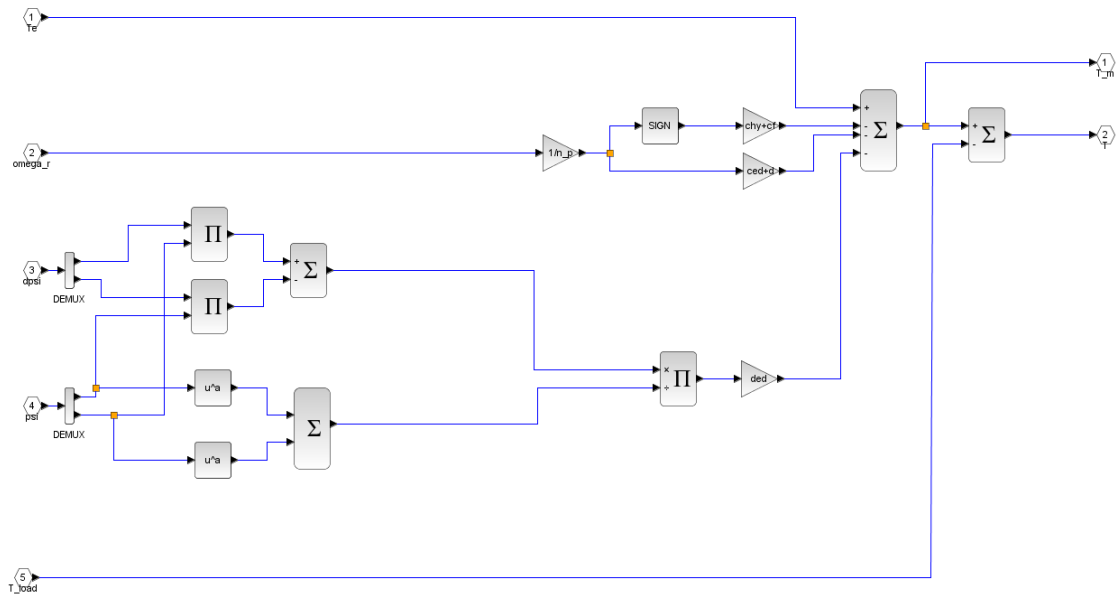 1
Te
1
T_m
+
-
-
-
Σ
+
-
Σ
2
T
SIGN
chy+cf
2
omega_r
1/n_p
ced+d
Π
3
dpsi
DEMUX
+
-
Σ
Π
×
÷
Π
ded
u^a
4
psi
DEMUX
Σ
u^a
5
T_load